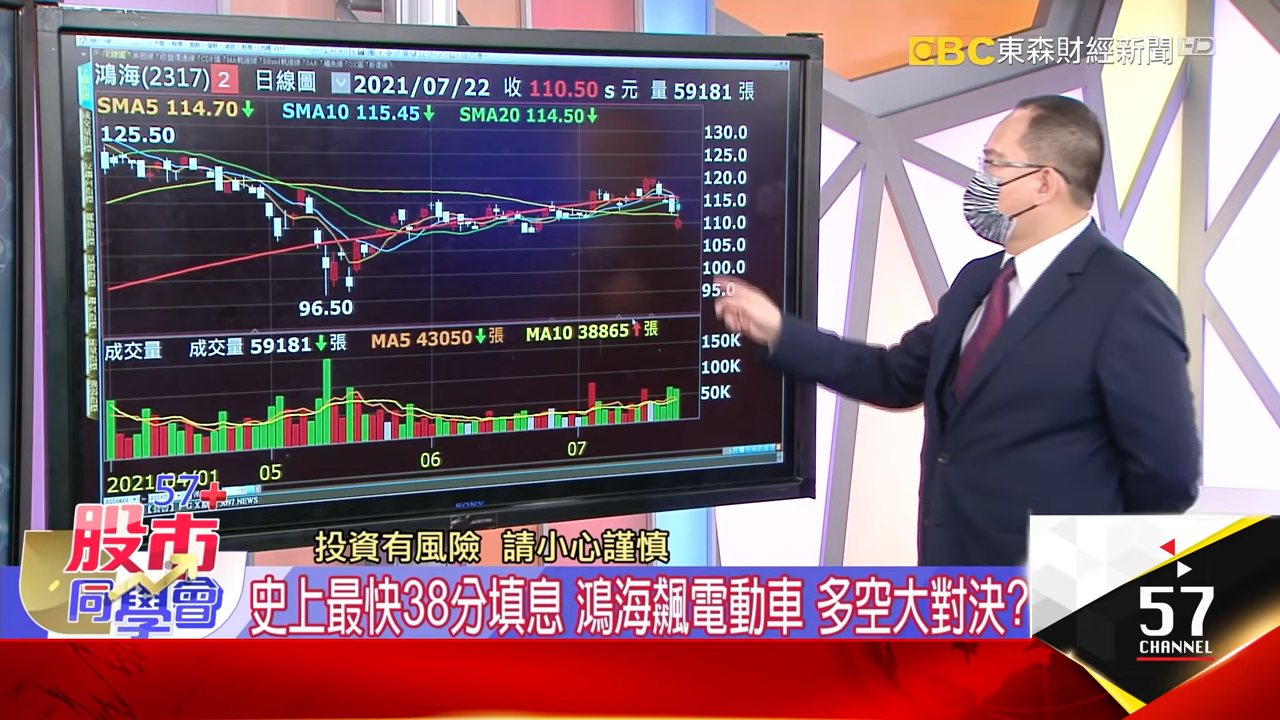 EBC 東森財經新聞 HD
鴻海(2317) 2 日線圖 2021/07/22 收 110.50 s 元 量 59181 張
SMA5 114.70↓ SMA10 115.45↓ SMA20 114.50↓
125.50
130.0
125.0
120.0
115.0
110.0
105.0
100.0
95.0
96.50
成交量 成交量 59181↓張 MA5 43050↓張 MA10 38865↑張
150K
100K
50K
05 06 07
SONY
57+
股市
同學會
投資有風險 請小心謹慎
史上最快38分填息 鴻海飆電動車 多空大對決?
57
CHANNEL